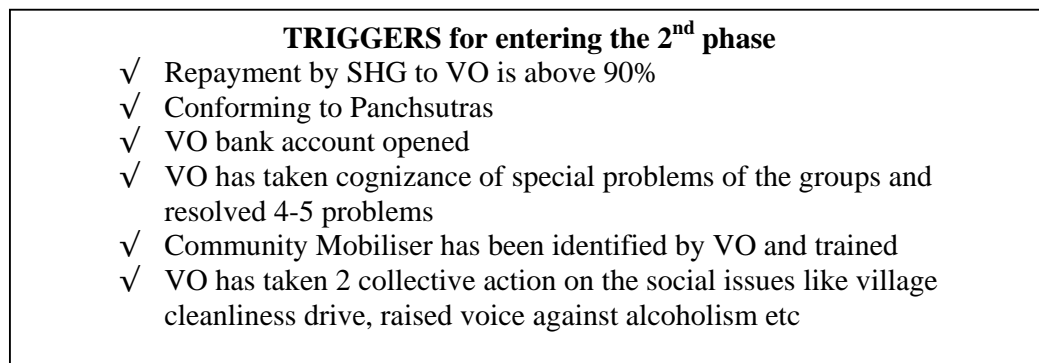 TRIGGERS for entering the 2nd phase
√ Repayment by SHG to VO is above 90%
√ Conforming to Panchsutras
√ VO bank account opened
√ VO has taken cognizance of special problems of the groups and
resolved 4-5 problems
√ Community Mobiliser has been identified by VO and trained
√ VO has taken 2 collective action on the social issues like village
cleanliness drive, raised voice against alcoholism etc